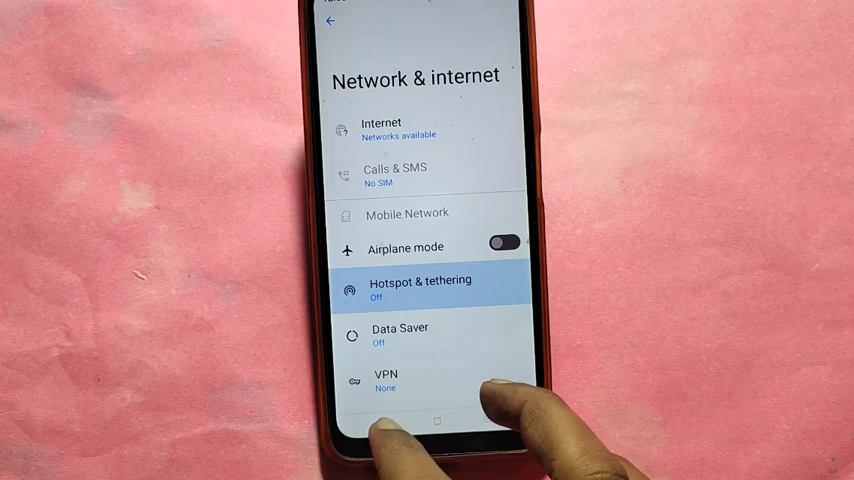 Network & internet
Internet
Networks available
Calls & SMS
No SIM
Mobile Network
Airplane mode
Hotspot & tethering
Off
Data Saver
Off
VPN
None